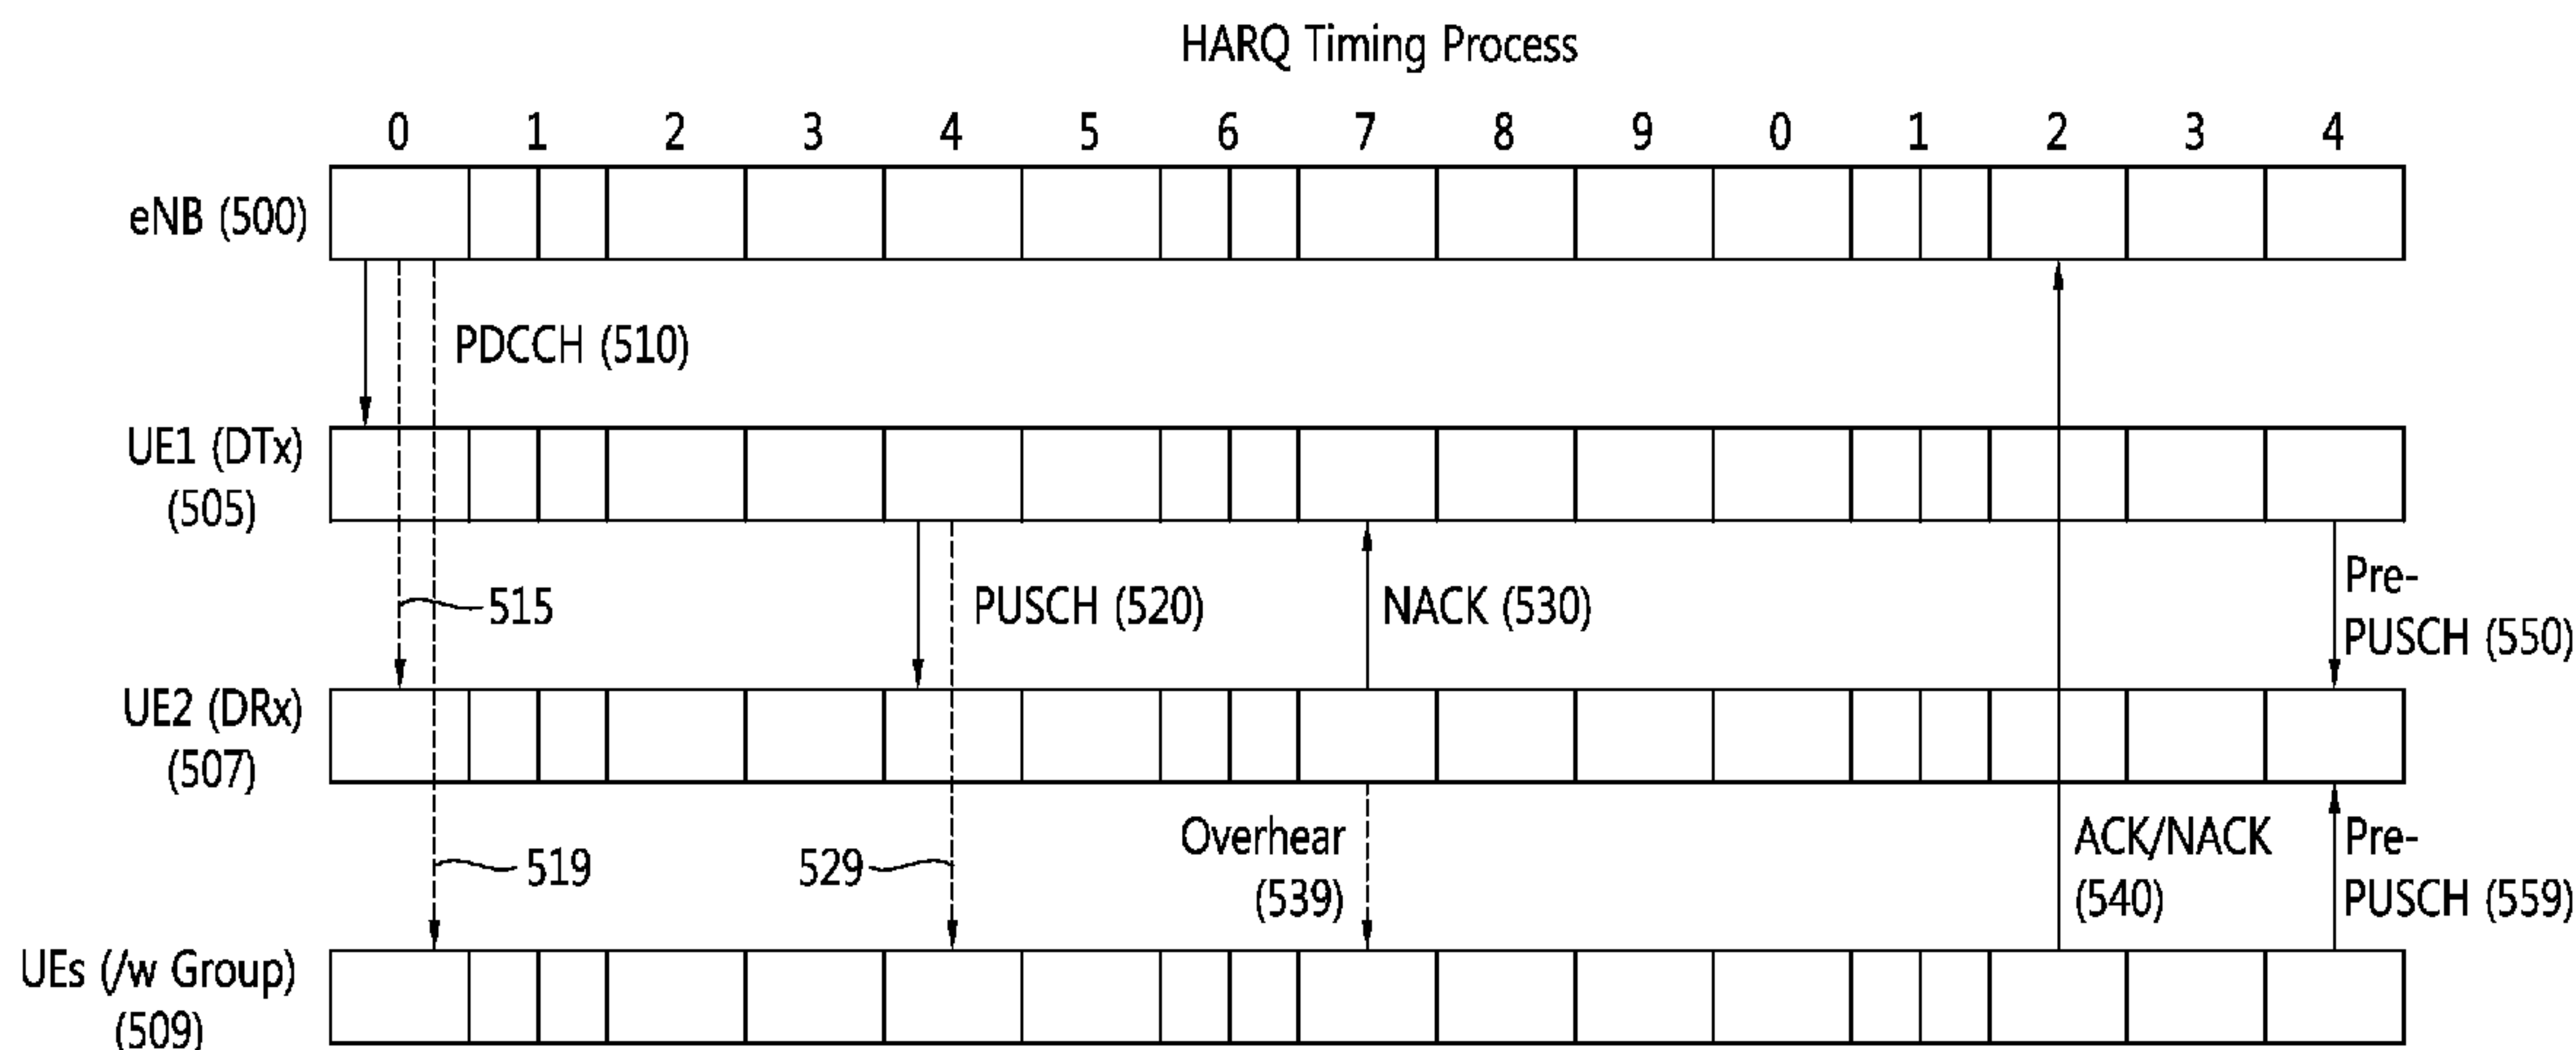 HARQ Timing Process
0 1 2 3 4 5 6 7 8 9 0 1 2 3 4
eNB (500)
PDCCH (510)
UE1 (DTx)
(505)
515
PUSCH (520)
NACK (530)
Pre-
PUSCH (550)
UE2 (DRx)
(507)
519
529
Overhear
(539)
ACK/NACK
(540)
Pre-
PUSCH (559)
UEs (/w Group)
(509)